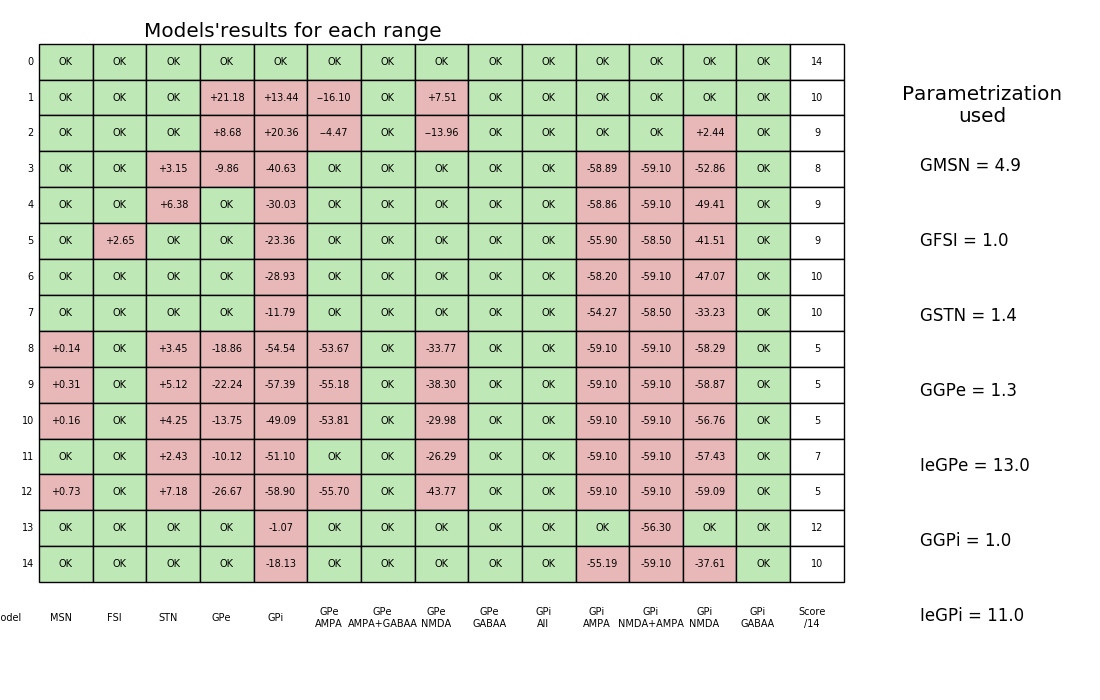 Models'results for each range
0 OK OK OK OK OK OK OK OK OK OK OK OK OK OK 14
1 OK OK OK +21.18 +13.44 --16.10 OK +7.51 OK OK OK OK OK OK 10
2 OK OK OK +8.68 +20.36 --4.47 OK --13.96 OK OK OK OK +2.44 OK 9
3 OK OK +3.15 -9.86 -40.63 OK OK OK OK OK -58.89 -59.10 -52.86 OK 8
4 OK OK +6.38 OK -30.03 OK OK OK OK OK -58.86 -59.10 -49.41 OK 9
5 OK +2.65 OK OK -23.36 OK OK OK OK OK -55.90 -58.50 -41.51 OK 9
6 OK OK OK OK -28.93 OK OK OK OK OK -58.20 -59.10 -47.07 OK 10
7 OK OK OK OK -11.79 OK OK OK OK OK -54.27 -58.50 -33.23 OK 10
8 +0.14 OK +3.45 -18.86 -54.54 -53.67 OK -33.77 OK OK -59.10 -59.10 -58.29 OK 5
9 +0.31 OK +5.12 -22.24 -57.39 -55.18 OK -38.30 OK OK -59.10 -59.10 -58.87 OK 5
10 +0.16 OK +4.25 -13.75 -49.09 -53.81 OK -29.98 OK OK -59.10 -59.10 -56.76 OK 5
11 OK OK +2.43 -10.12 -51.10 OK OK -26.29 OK OK -59.10 -59.10 -57.43 OK 7
12 +0.73 OK +7.18 -26.67 -58.90 -55.70 OK -43.77 OK OK -59.10 -59.10 -59.09 OK 5
13 OK OK OK OK -1.07 OK OK OK OK OK OK -56.30 OK OK 12
14 OK OK OK OK -18.13 OK OK OK OK OK -55.19 -59.10 -37.61 OK 10
odel MSN FSI STN GPe GPi GPe GPe GPe GPe GPi GPi GPi GPi GPi Score
AMPA AMPA+GABAA NMDA GABAA All AMPA NMDA+AMPA NMDA GABAA /14
Parametrization
used
GMSN = 4.9
GFSI = 1.0
GSTN = 1.4
GGPe = 1.3
IeGPe = 13.0
GGPi = 1.0
IeGPi = 11.0